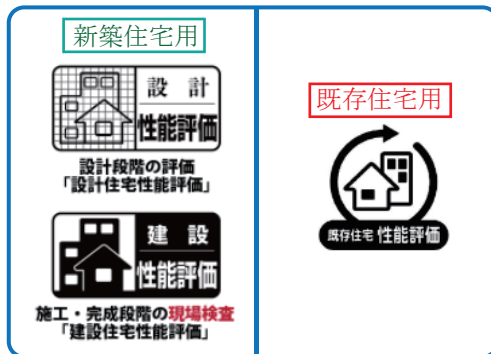 新築住宅用
設計
性能評価
設計段階の評価
「設計住宅性能評価」
建設
性能評価
施工・完成段階の現場検査
「建設住宅性能評価」
既存住宅用
既存住宅 性能評価